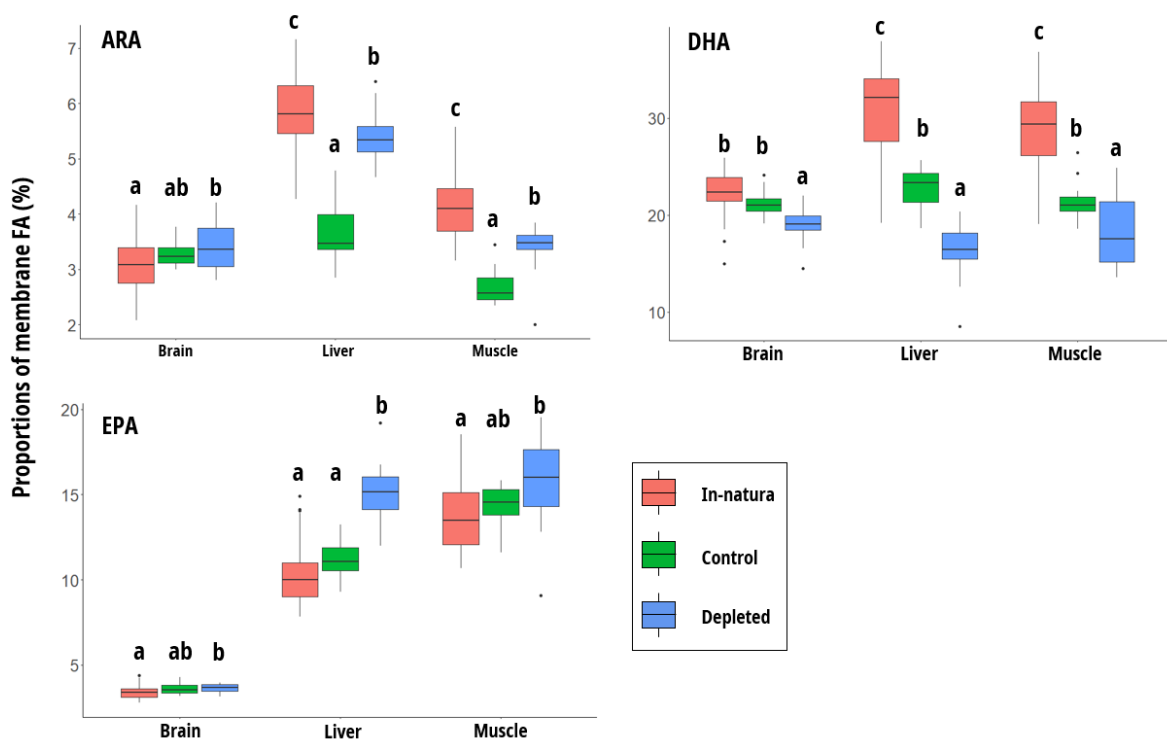 Proportions of membrane FA (%)
ARA
7
6
5
4
3
2
a ab b
c a b
c a b
Brain Liver Muscle
DHA
30
20
10
b b a
c b a
c b a
Brain Liver Muscle
EPA
20
15
10
5
a ab b
a a b
a ab b
Brain Liver Muscle
In-natura
Control
Depleted